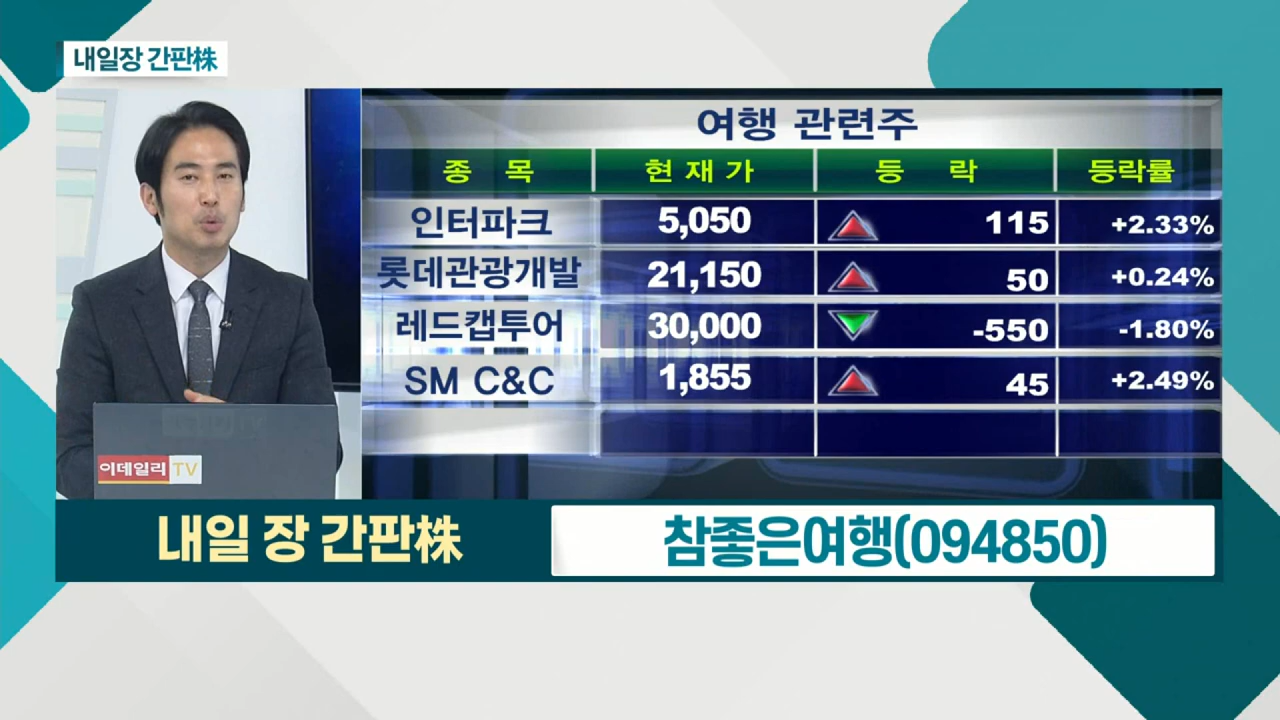 내일장 간판株
여행 관련주
종 목 현 재 가 등 락 등락률
인터파크 5,050 115 +2.33%
롯데관광개발 21,150 50 +0.24%
레드캡투어 30,000 -550 -1.80%
SM C&C 1,855 45 +2.49%
이데일리TV
내일 장 간판株
참좋은여행(094850)